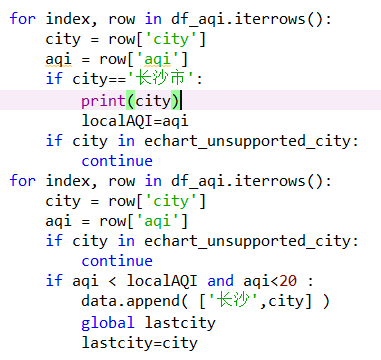 for index, row in df_aqi.iterrows():
    city = row['city']
    aqi = row['aqi']
    if city=='长沙市':
        print(city)
        localAQI=aqi
    if city in echart_unsupported_city:
        continue
for index, row in df_aqi.iterrows():
    city = row['city']
    aqi = row['aqi']
    if city in echart_unsupported_city:
        continue
    if aqi < localAQI and aqi<20 :
        data.append( ['长沙',city] )
        global lastcity
        lastcity=city